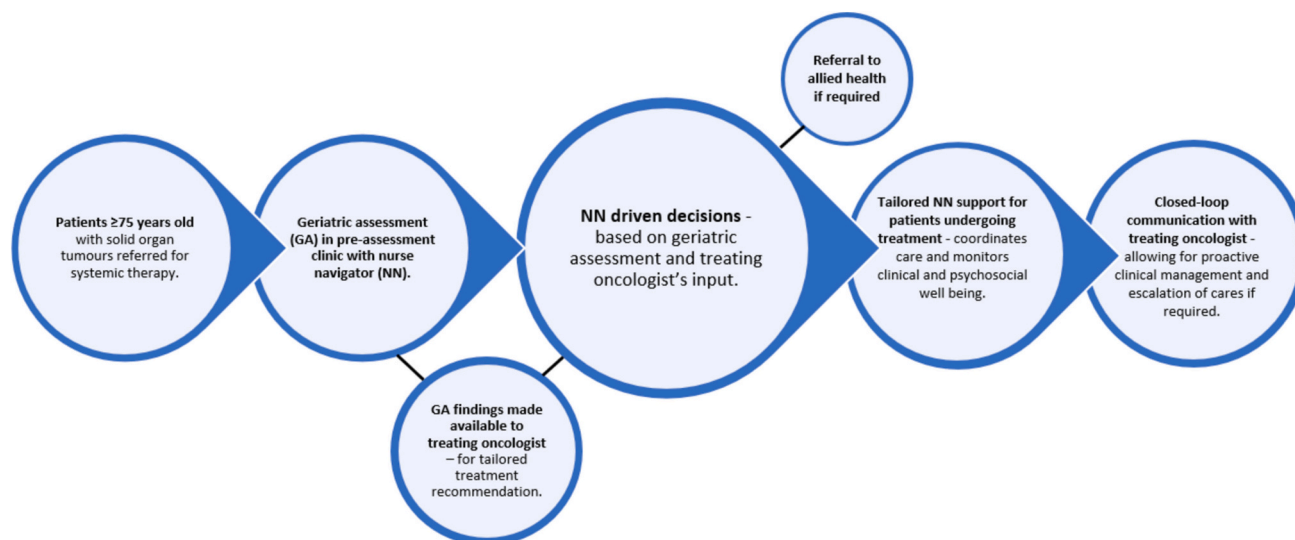 Patients ≥75 years old
with solid organ
tumours referred for
systemic therapy.
Geriatric assessment
(GA) in pre-assessment
clinic with nurse
navigator (NN).
GA findings made
available to
treating oncologist
– for tailored
treatment
recommendation.
NN driven decisions -
based on geriatric
assessment and treating
oncologist’s input.
Referral to
allied health
if required
Tailored NN support for
patients undergoing
treatment - coordinates
care and monitors
clinical and psychosocial
well being.
Closed-loop
communication with
treating oncologist -
allowing for proactive
clinical management and
escalation of cares if
required.